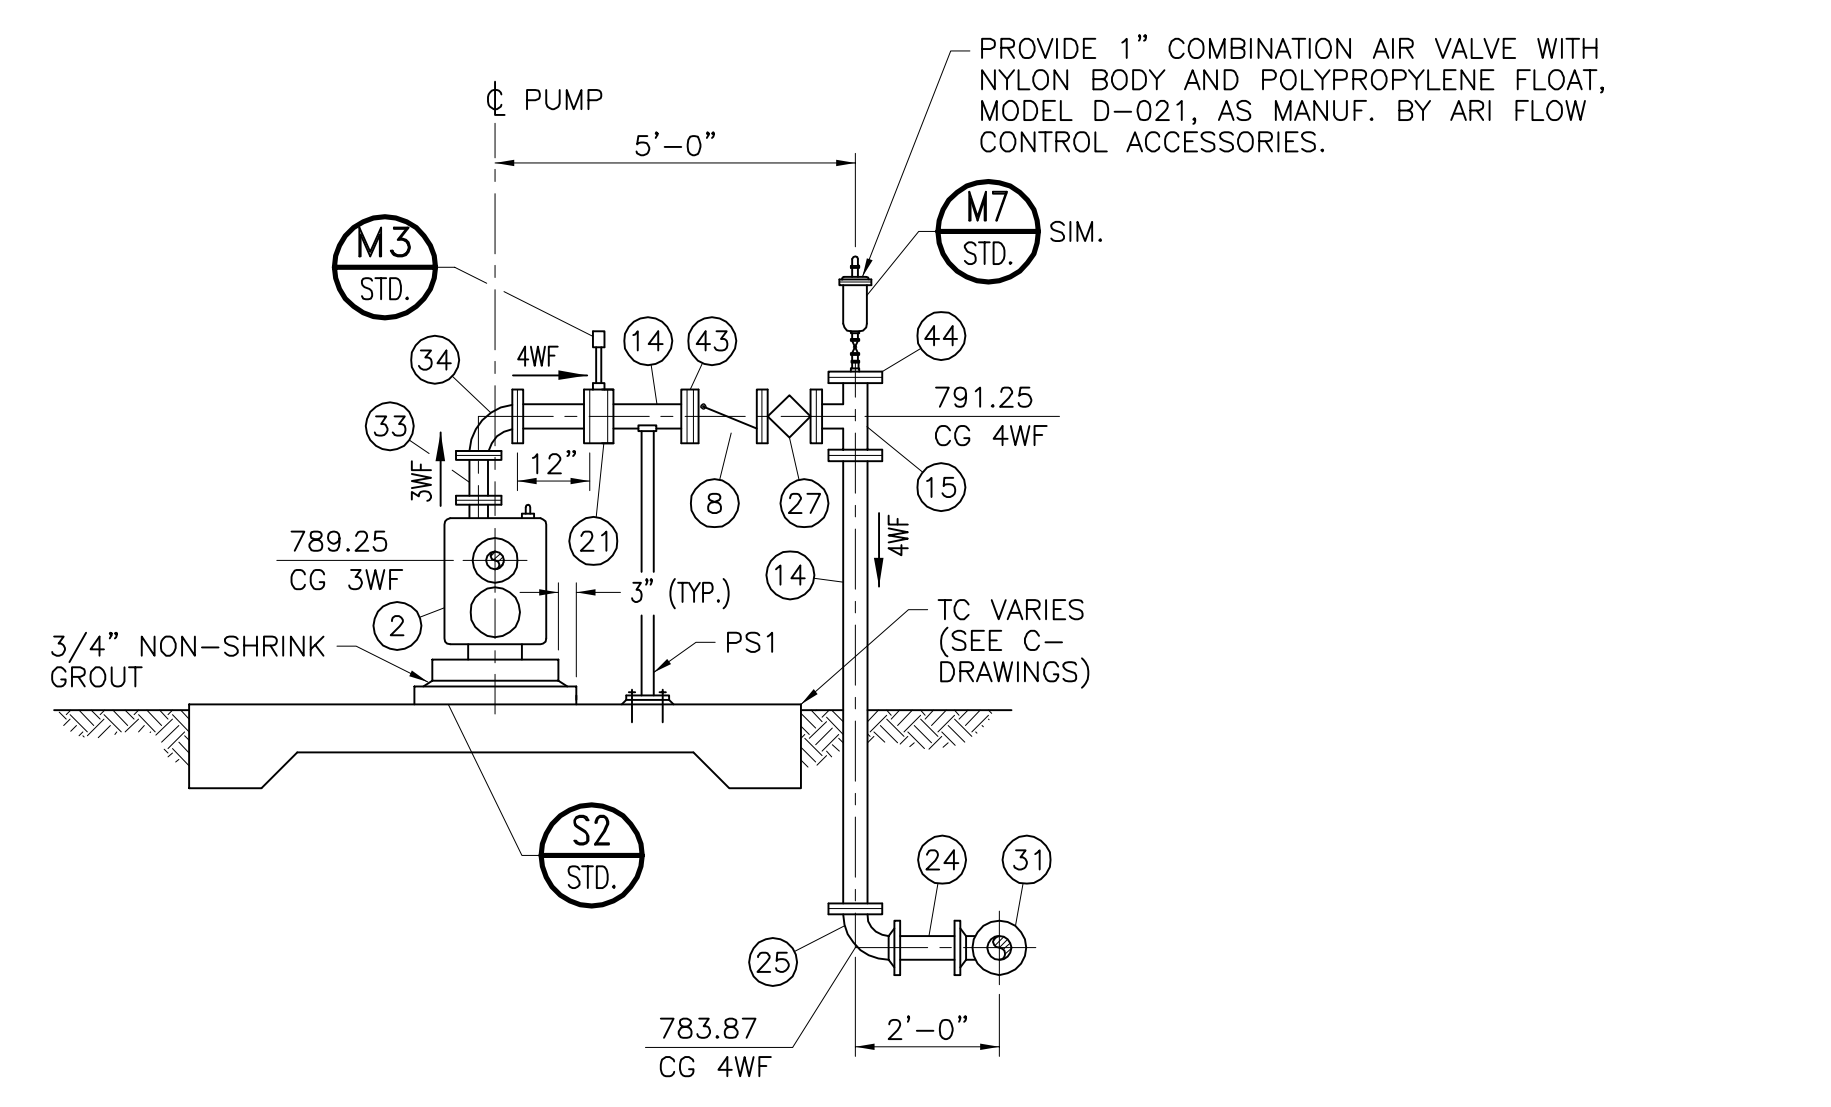 PROVIDE 1" COMBINATION AIR VALVE WITH
NYLON BODY AND POLYPROPYLENE FLOAT,
MODEL D-021, AS MANUF. BY ARI FLOW
CONTROL ACCESSORIES.
℄ PUMP
5'-0"
M7
STD.
SIM.
M3
STD.
34
4WF
14
43
44
791.25
CG 4WF
33
3WF
12"
21
8
27
15
789.25
CG 3WF
4WF
14
2
3" (TYP.)
3/4" NON-SHRINK
GROUT
PS1
TC VARIES
(SEE C-
DRAWINGS)
S2
STD.
24
31
25
783.87
CG 4WF
2'-0"